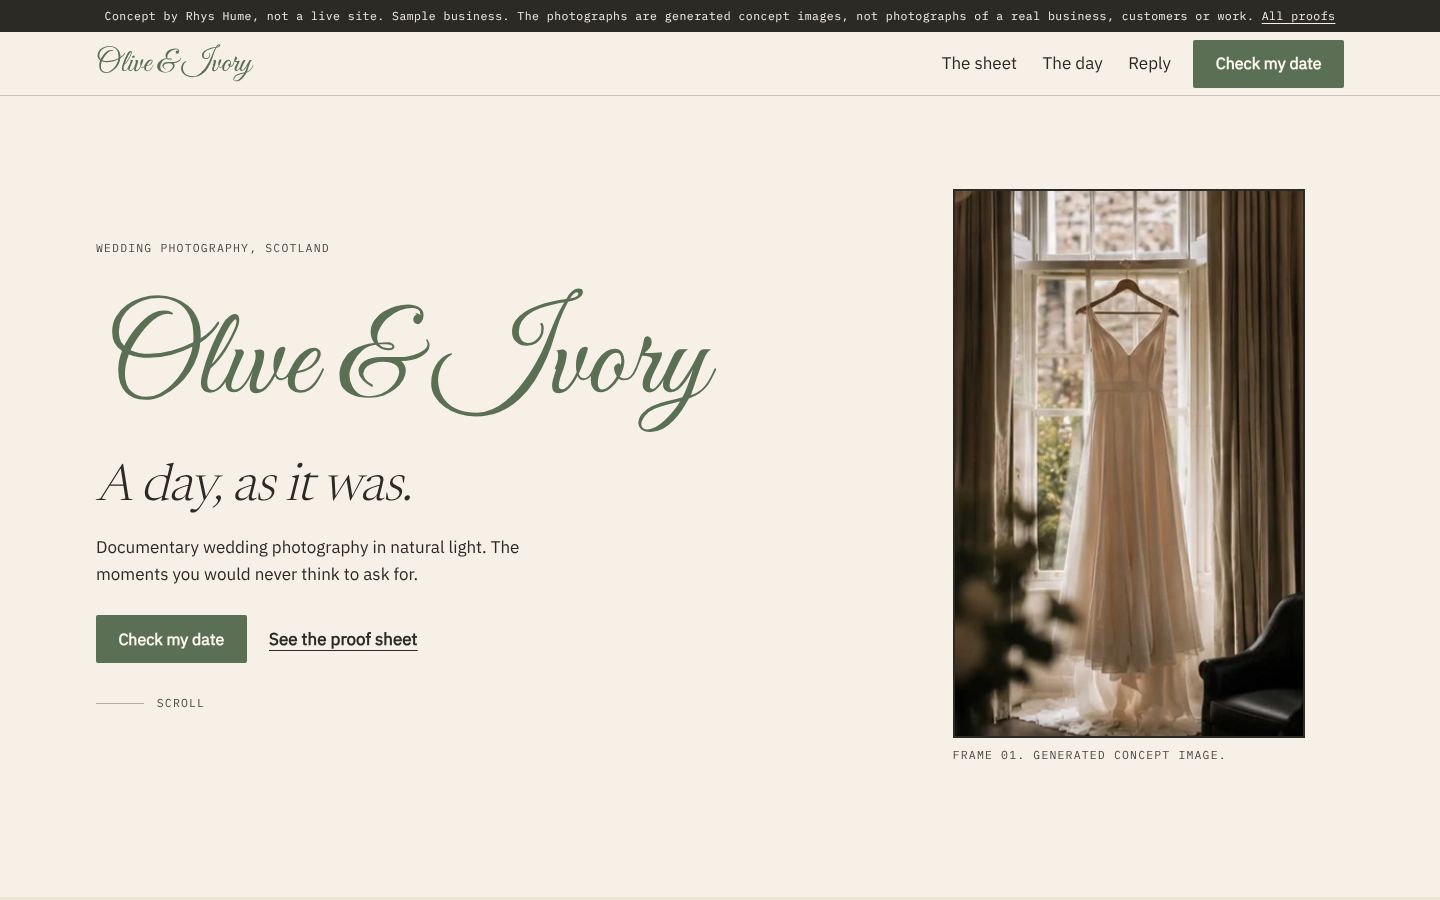 Concept by Rhys Hume, not a live site. Sample business. The photographs are generated concept images, not photographs of a real business, customers or work. All proofs
Olive & Ivory
The sheet
The day
Reply
Check my date
WEDDING PHOTOGRAPHY, SCOTLAND
Olive & Ivory
A day, as it was.
Documentary wedding photography in natural light. The
moments you would never think to ask for.
Check my date
See the proof sheet
SCROLL
FRAME 01. GENERATED CONCEPT IMAGE.